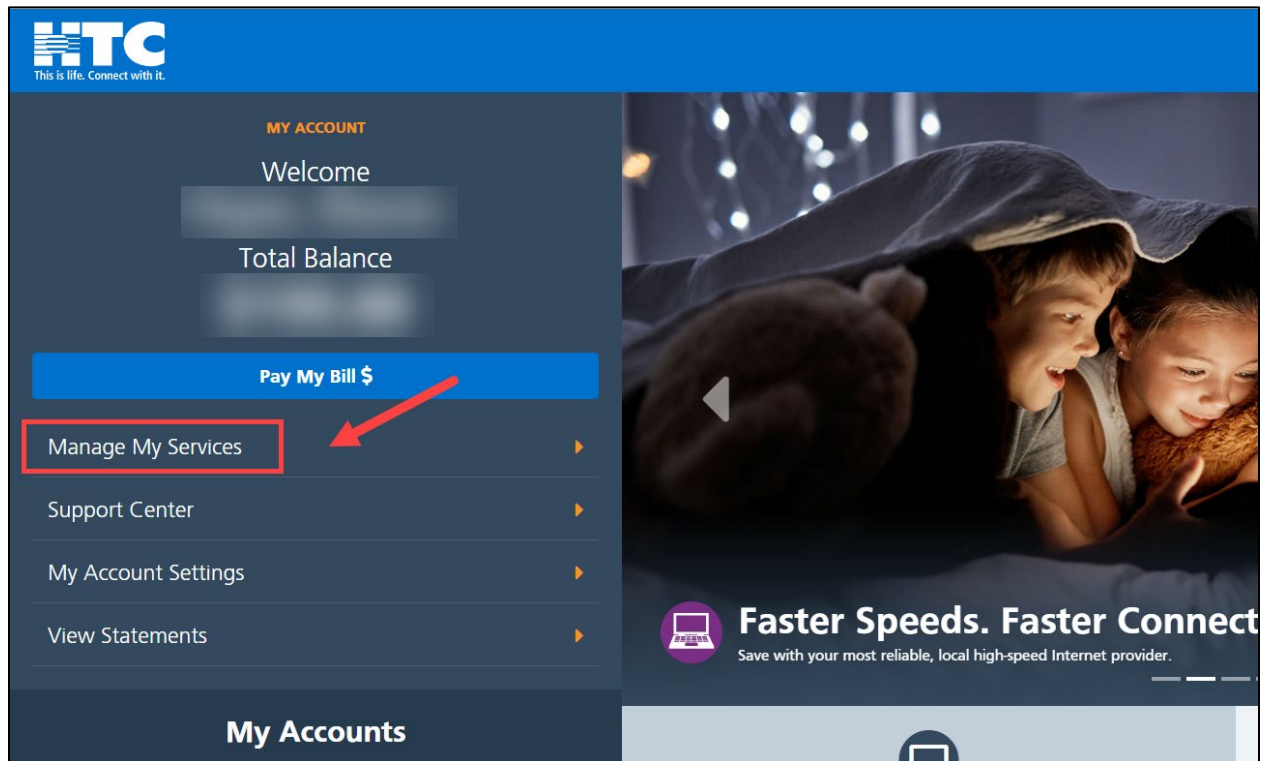 HTC
This is life. Connect with it.
MY ACCOUNT
Welcome
Total Balance
Pay My Bill $
Manage My Services
Support Center
My Account Settings
View Statements
My Accounts
Faster Speeds. Faster Connect
Save with your most reliable, local high-speed Internet provider.